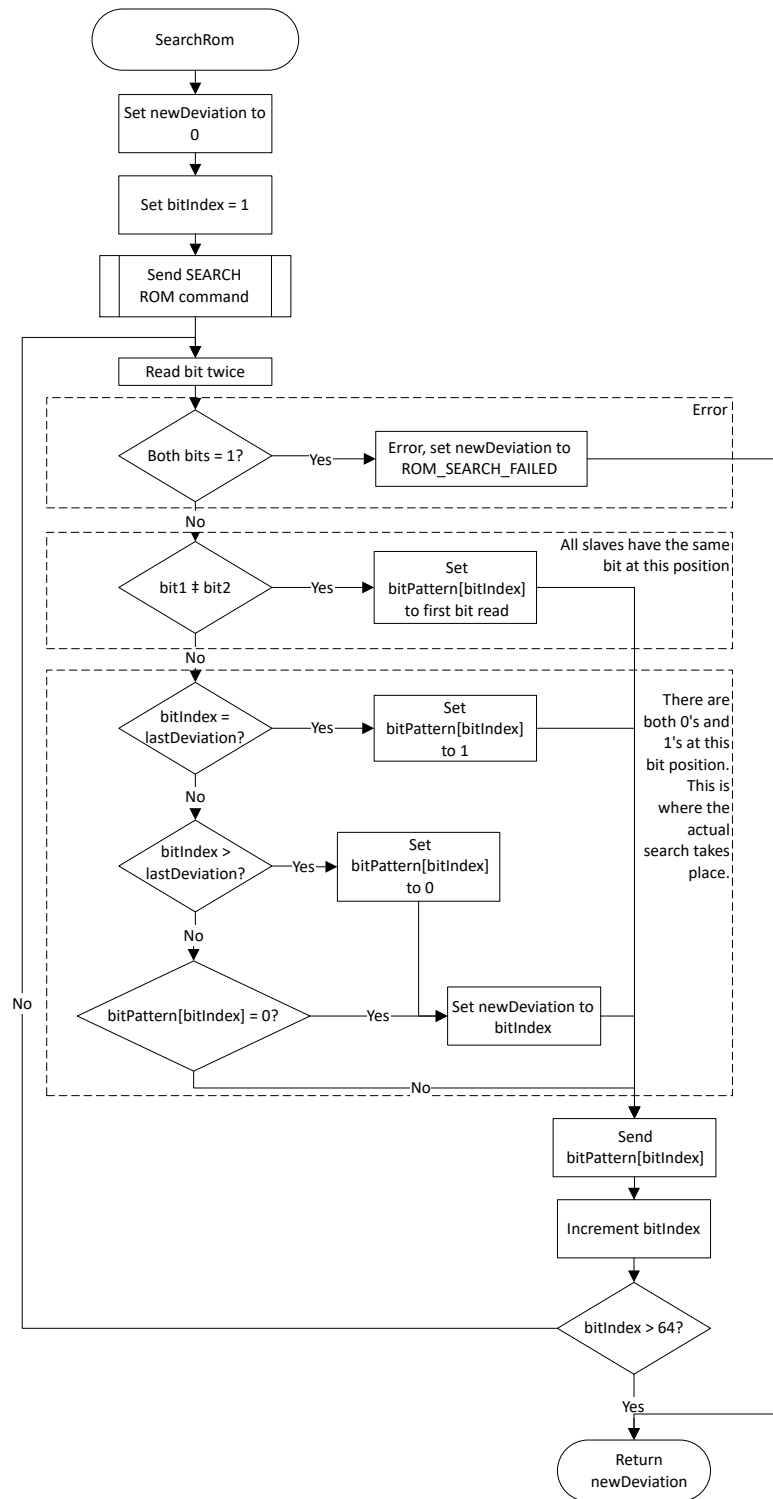 SearchRom
Set newDeviation to
0
Set bitIndex = 1
Send SEARCH
ROM command
Read bit twice
Error
Both bits = 1?
Yes
Error, set newDeviation to
ROM_SEARCH_FAILED
No
All slaves have the same
bit at this position
bit1 ‡ bit2
Yes
Set
bitPattern[bitIndex]
to first bit read
No
bitIndex =
lastDeviation?
Yes
Set
bitPattern[bitIndex]
to 1
There are
both 0's and
1's at this
bit position.
This is
where the
actual
search takes
place.
No
bitIndex >
lastDeviation?
Yes
Set
bitPattern[bitIndex]
to 0
No
bitPattern[bitIndex] = 0?
Yes
Set newDeviation to
bitIndex
No
No
Send
bitPattern[bitIndex]
Increment bitIndex
bitIndex > 64?
Yes
Return
newDeviation